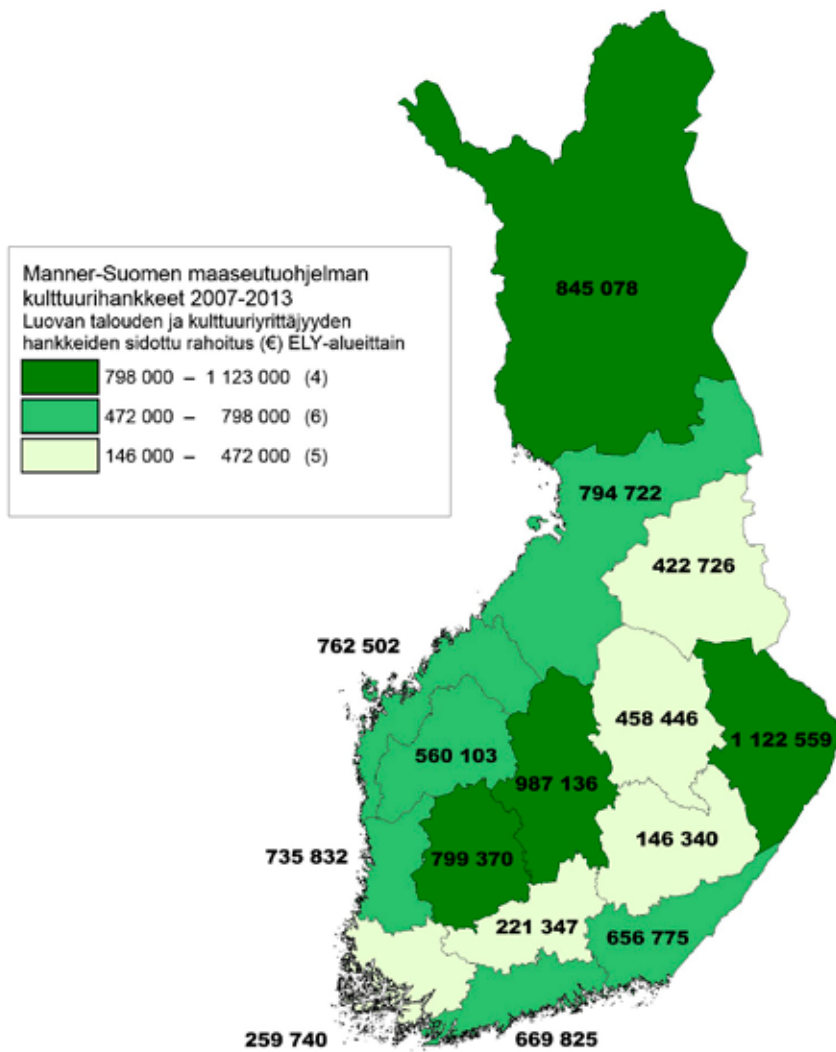 845 078
Manner-Suomen maaseutuohjelman
kulttuurihankkeet 2007-2013
Luovan talouden ja kulttuuriyrittäjyyden
hankkeiden sidottu rahoitus (€) ELY-alueittain
798 000 – 1 123 000 (4)
472 000 – 798 000 (6)
146 000 – 472 000 (5)
794 722
422 726
762 502
458 446
1 122 559
560 103
987 136
146 340
735 832
799 370
221 347
656 775
259 740
669 825